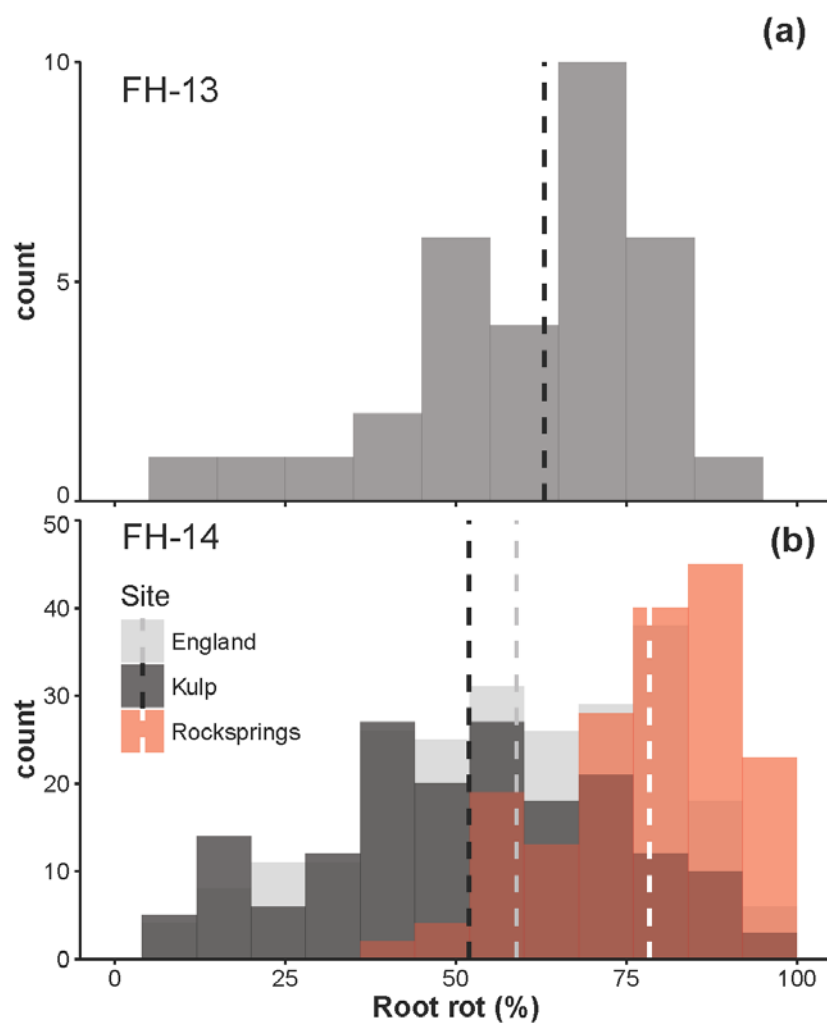 (a)
FH-13
10
5
0
count
FH-14
(b)
50
40
30
20
10
0
count
Site
England
Kulp
Rocksprings
0 25 50 75 100
Root rot (%)